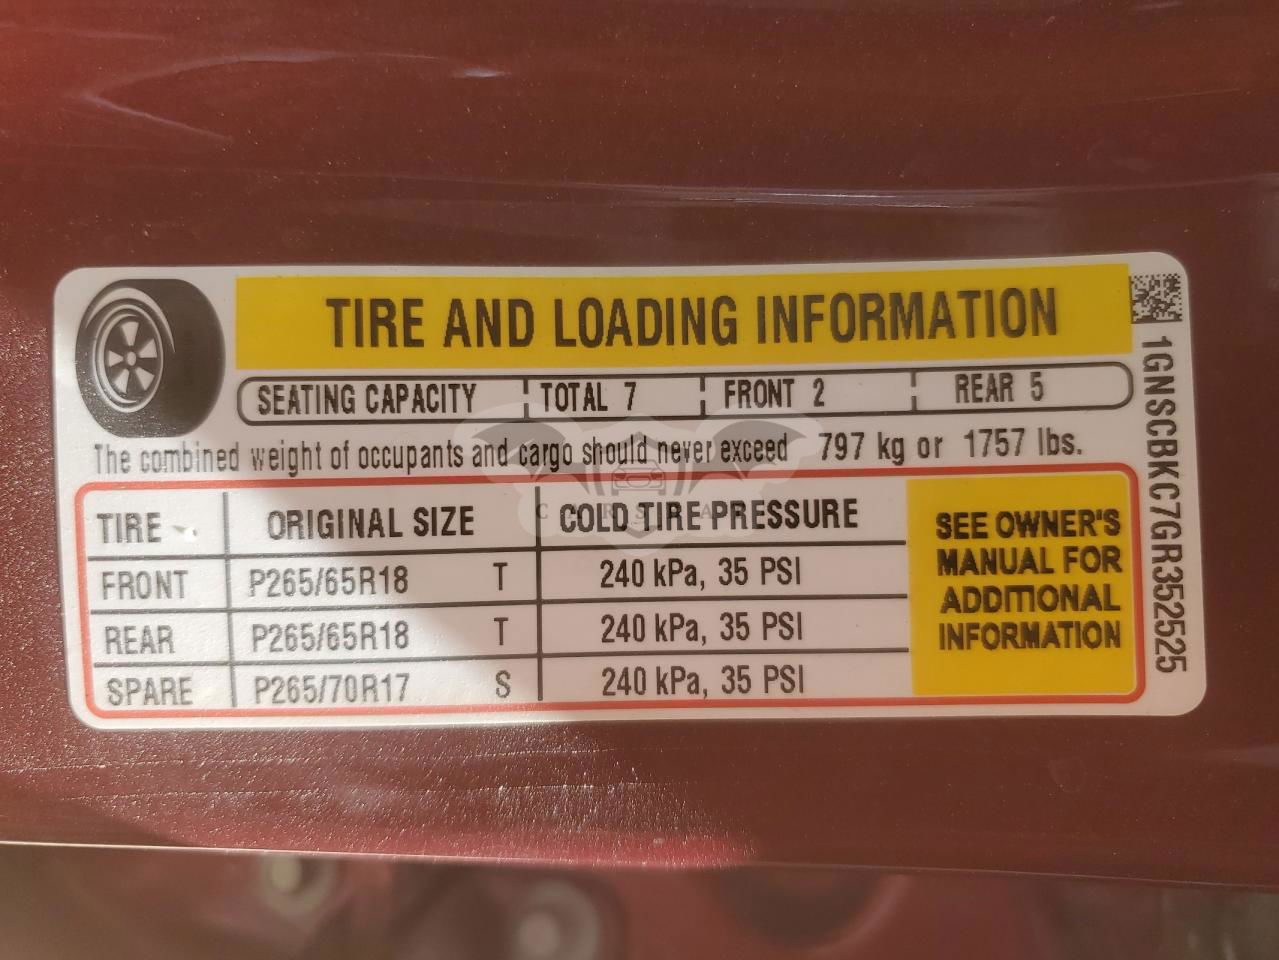 TIRE AND LOADING INFORMATION
SEATING CAPACITY TOTAL 7 FRONT 2 REAR 5
The combined weight of occupants and cargo should never exceed 797 kg or 1757 lbs.
TIRE ORIGINAL SIZE COLD TIRE PRESSURE
FRONT P265/65R18 T 240 kPa, 35 PSI
REAR P265/65R18 T 240 kPa, 35 PSI
SPARE P265/70R17 S 240 kPa, 35 PSI
SEE OWNER'S
MANUAL FOR
ADDITIONAL
INFORMATION
1GNSCBKC7GR352525